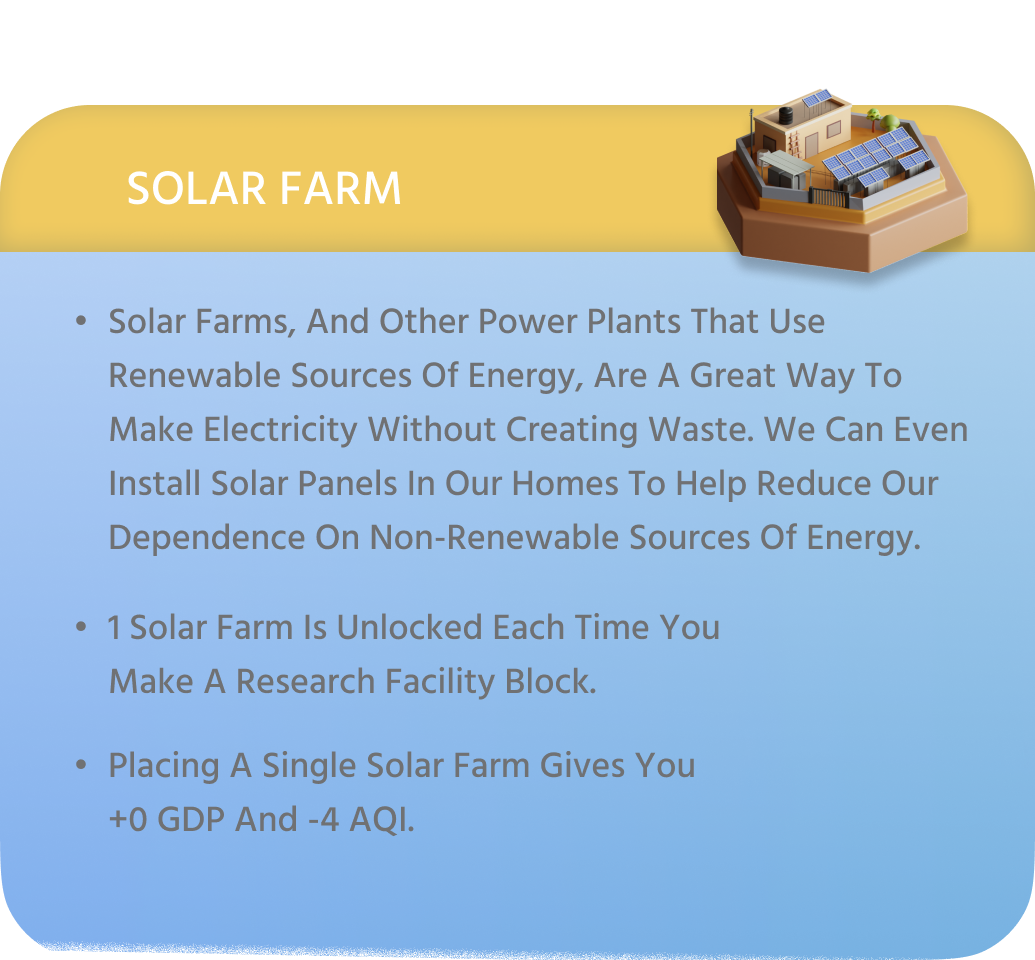 SOLAR FARM
• Solar Farms, And Other Power Plants That Use
Renewable Sources Of Energy, Are A Great Way To
Make Electricity Without Creating Waste. We Can Even
Install Solar Panels In Our Homes To Help Reduce Our
Dependence On Non-Renewable Sources Of Energy.
• 1 Solar Farm Is Unlocked Each Time You
Make A Research Facility Block.
• Placing A Single Solar Farm Gives You
+0 GDP And -4 AQI.